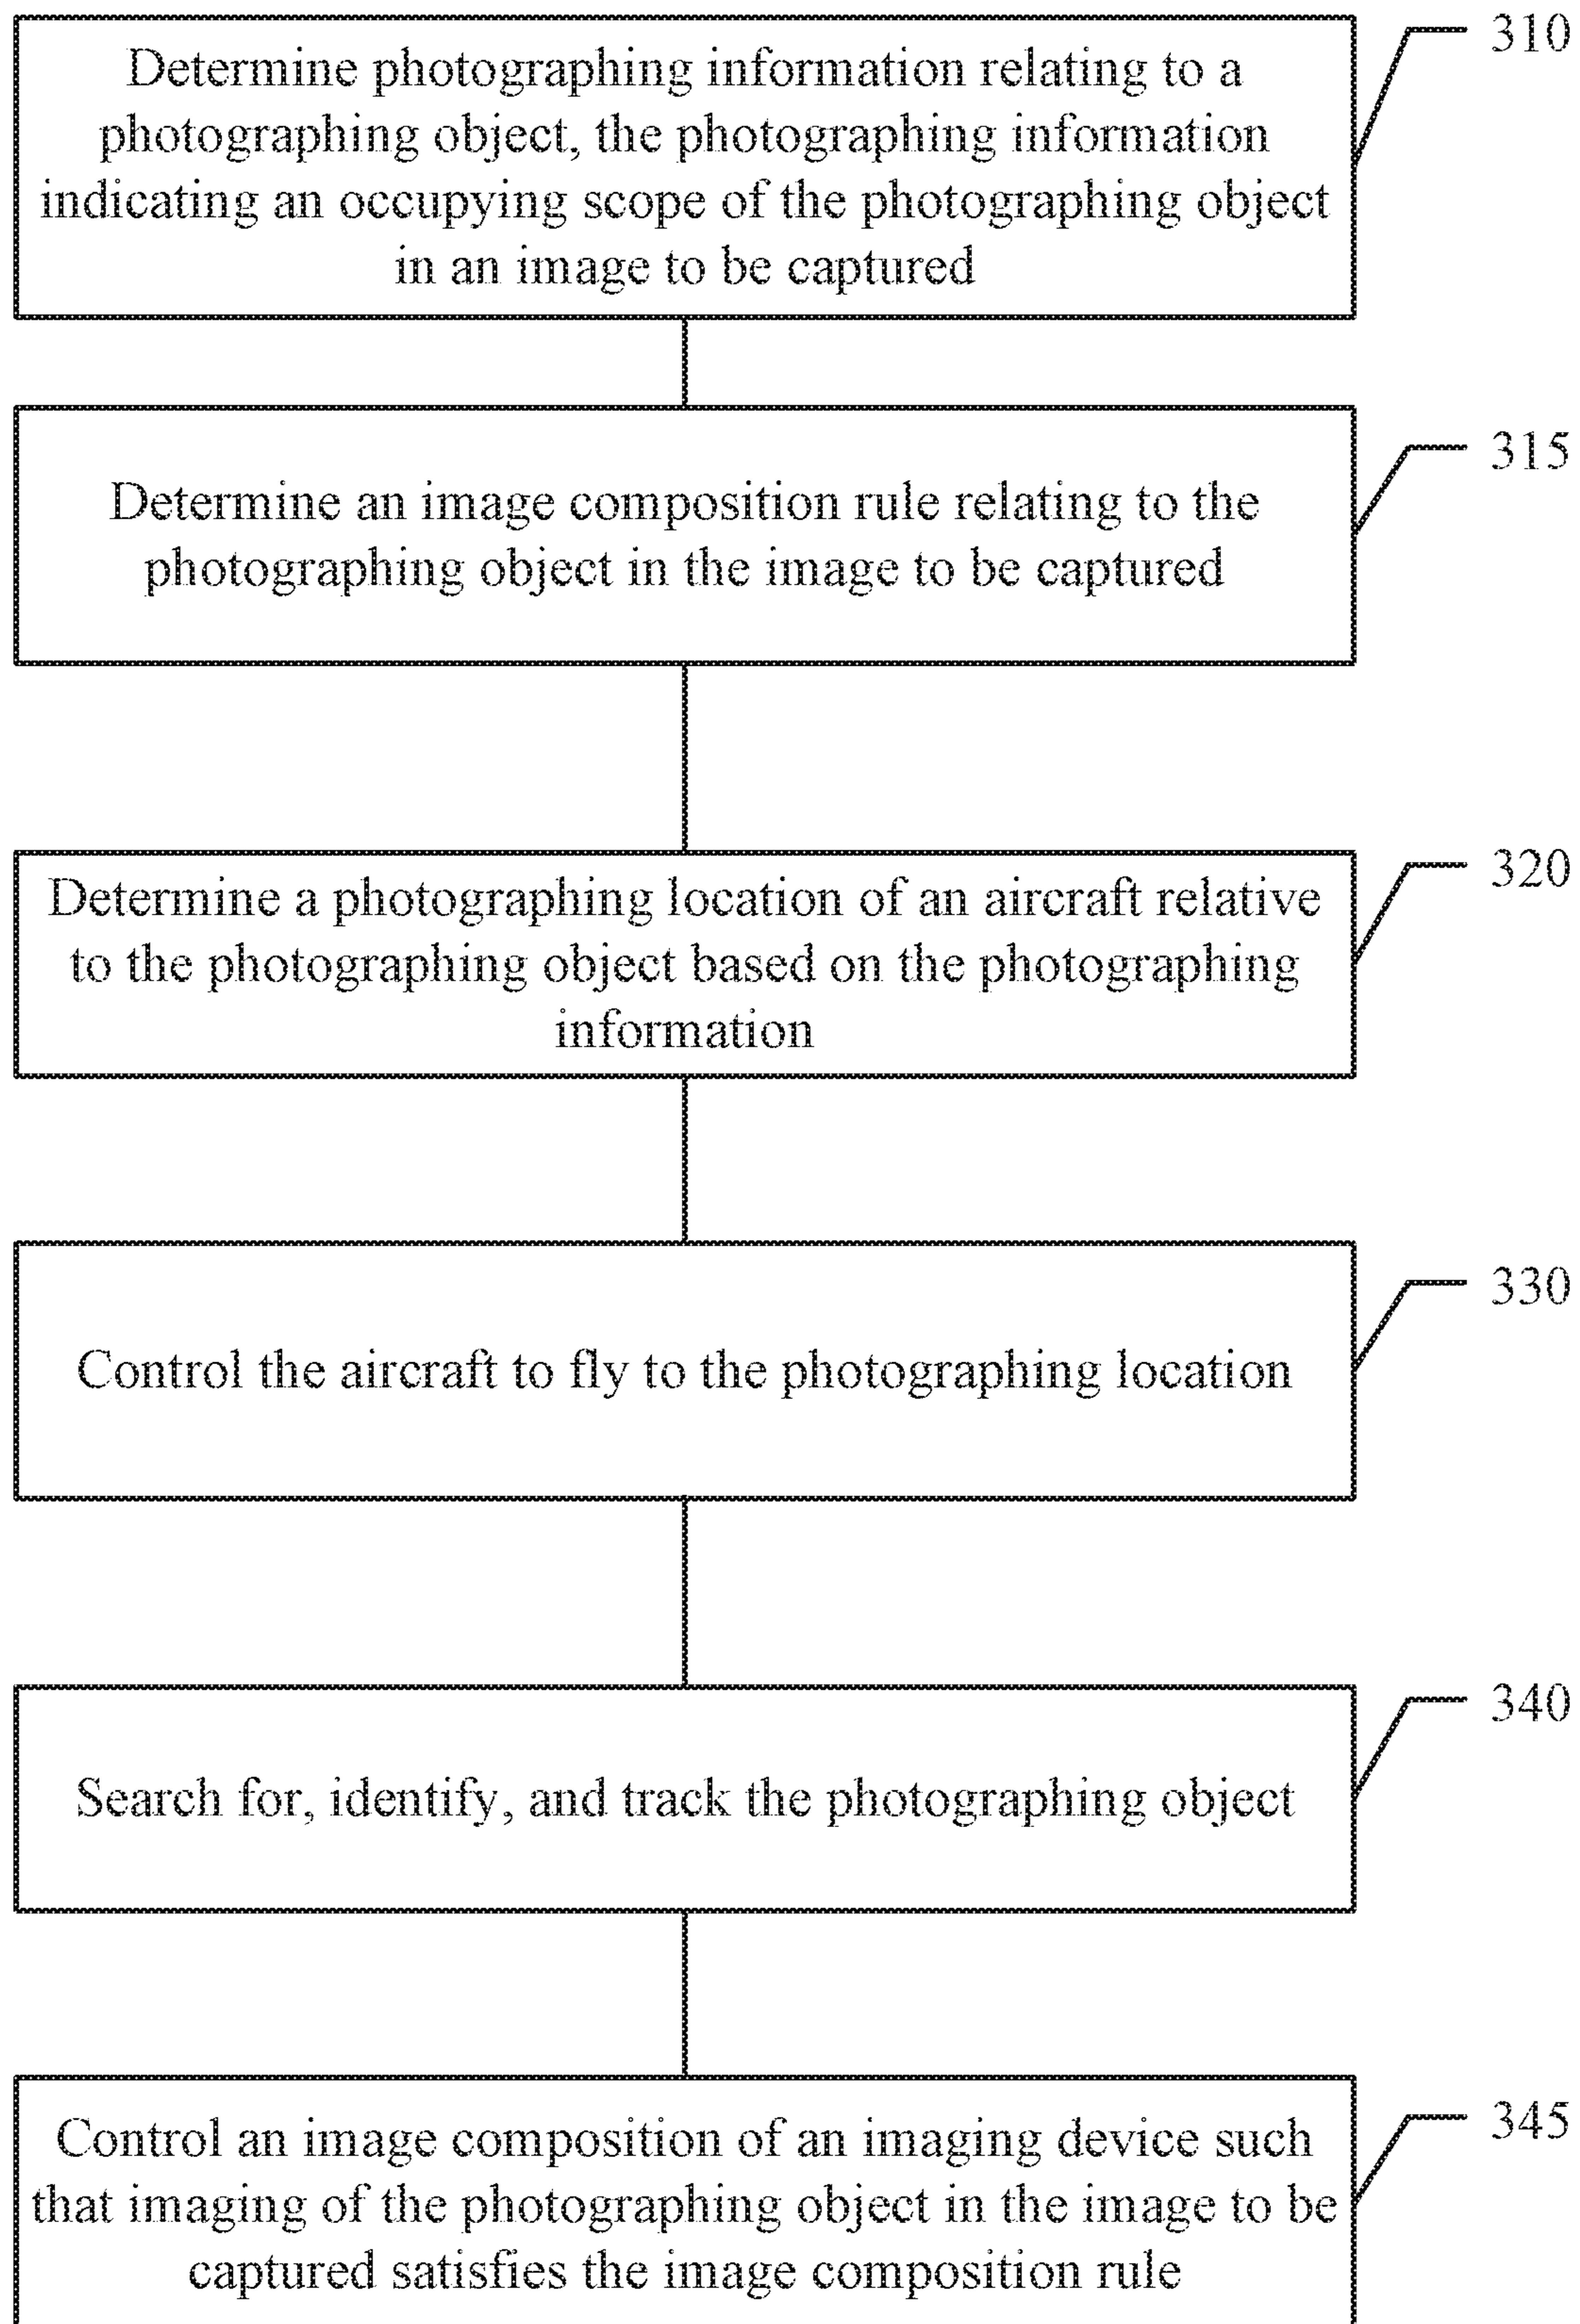 Determine photographing information relating to a
photographing object, the photographing information
indicating an occupying scope of the photographing object
in an image to be captured
310
Determine an image composition rule relating to the
photographing object in the image to be captured
315
Determine a photographing location of an aircraft relative
to the photographing object based on the photographing
information
320
Control the aircraft to fly to the photographing location
330
Search for, identify, and track the photographing object
340
Control an image composition of an imaging device such
that imaging of the photographing object in the image to be
captured satisfies the image composition rule
345